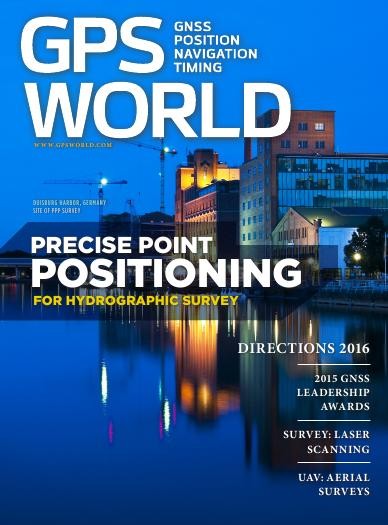 GPS
WORLD
GNSS
POSITION
NAVIGATION
TIMING
WWW.GPSWORLD.COM
DUISBURG HARBOR, GERMANY
SITE OF PPP SURVEY
PRECISE POINT
POSITIONING
FOR HYDROGRAPHIC SURVEY
DIRECTIONS 2016
2015 GNSS
LEADERSHIP
AWARDS
SURVEY: LASER
SCANNING
UAV: AERIAL
SURVEYS